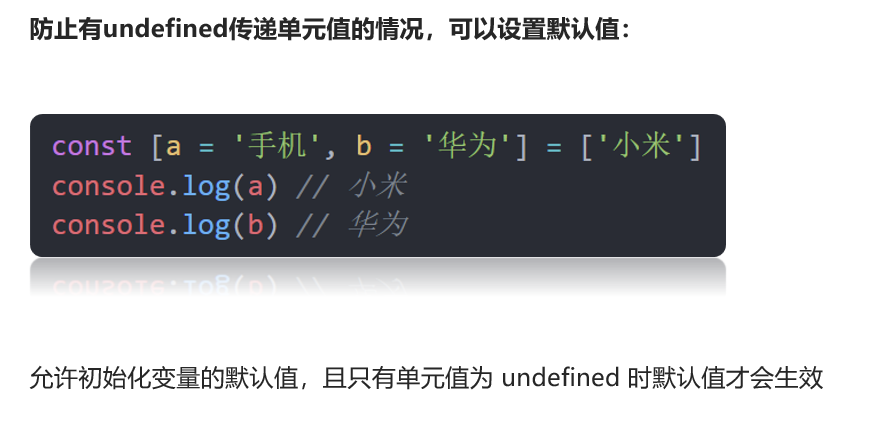 防止有undefined传递单元值的情况，可以设置默认值：
const [a = '手机', b = '华为'] = ['小米']
console.log(a) // 小米
console.log(b) // 华为
允许初始化变量的默认值，且只有单元值为 undefined 时默认值才会生效